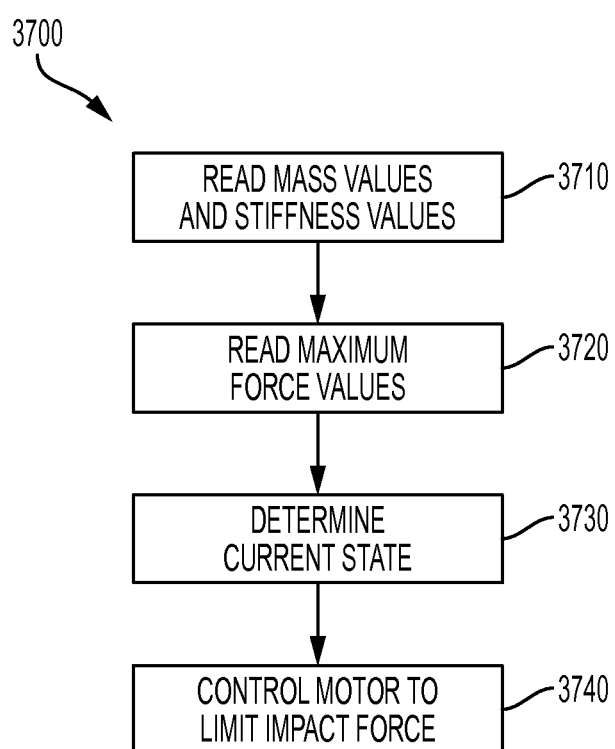 3700
READ MASS VALUES
AND STIFFNESS VALUES
3710
READ MAXIMUM
FORCE VALUES
3720
DETERMINE
CURRENT STATE
3730
CONTROL MOTOR TO
LIMIT IMPACT FORCE
3740